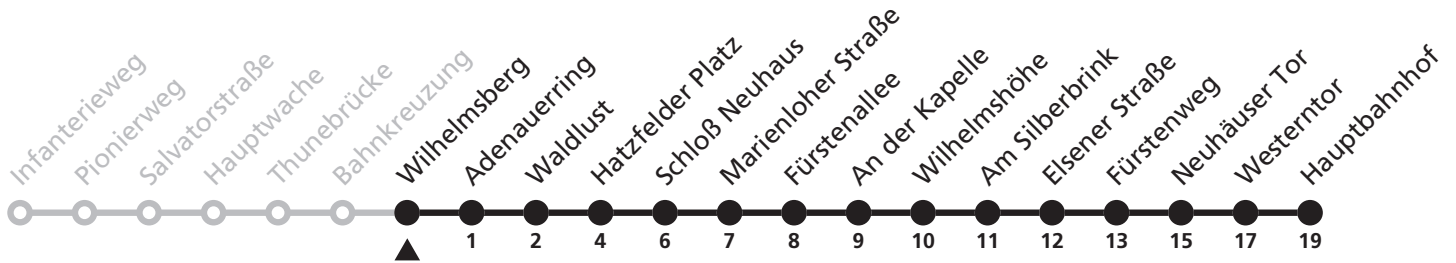 Infanterieweg
Pionierweg
Salvatorstraße
Hauptwache
Thunebrücke
Bahnkreuzung
Wilhelmsberg
Adenauerring
Waldlust
Hatzfelder Platz
Schloß Neuhaus
Marienloher Straße
Fürstenallee
An der Kapelle
Wilhelmshöhe
Am Silberbrink
Elsener Straße
Fürstenweg
Neuhäuser Tor
Westerntor
Hauptbahnhof
1 2 4 6 7 8 9 10 11 12 13 15 17 19